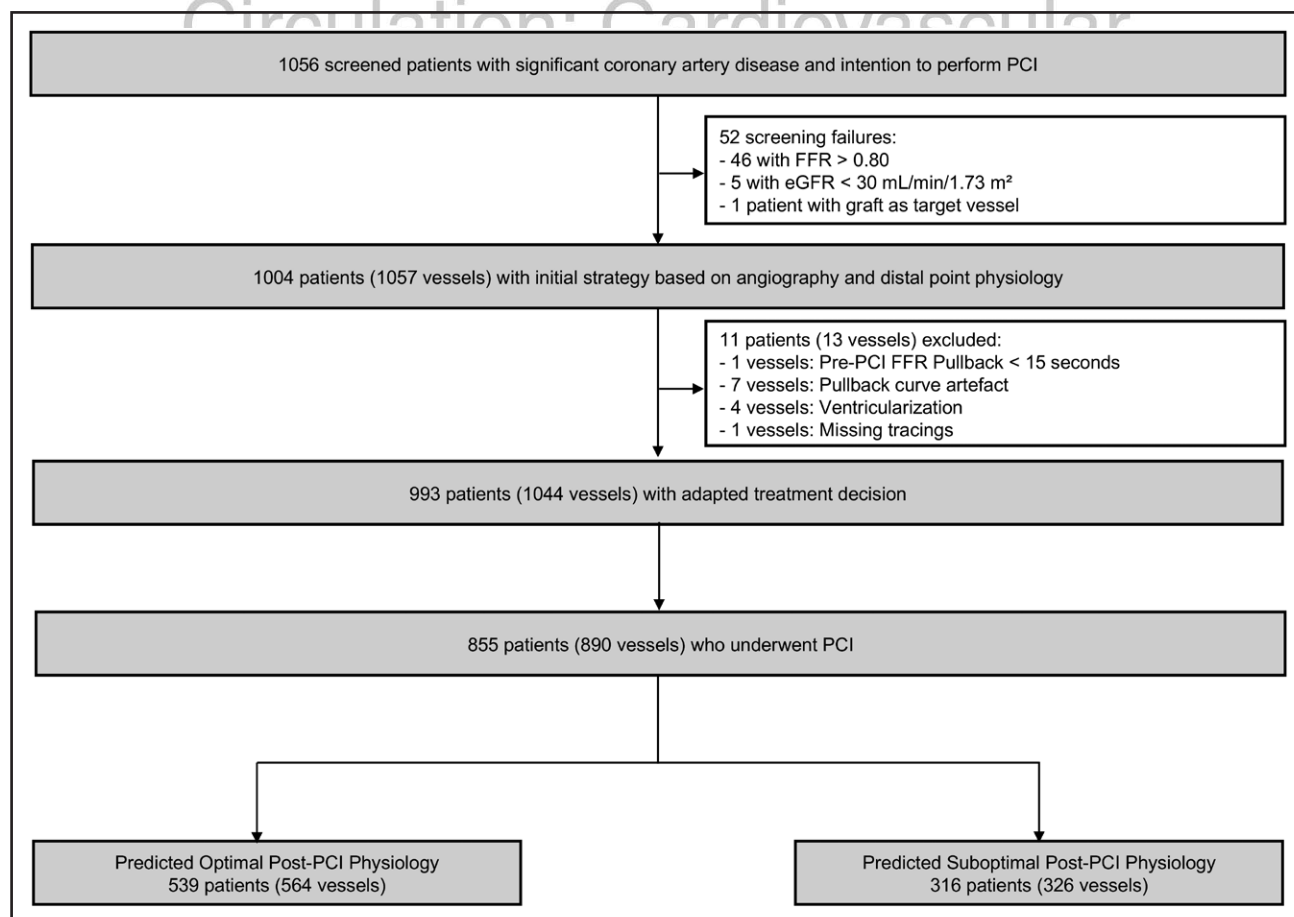 Circulation: Cardiovascular
1056 screened patients with significant coronary artery disease and intention to perform PCI
52 screening failures:
- 46 with FFR > 0.80
- 5 with eGFR < 30 mL/min/1.73 m²
- 1 patient with graft as target vessel
1004 patients (1057 vessels) with initial strategy based on angiography and distal point physiology
11 patients (13 vessels) excluded:
- 1 vessels: Pre-PCI FFR Pullback < 15 seconds
- 7 vessels: Pullback curve artefact
- 4 vessels: Ventricularization
- 1 vessels: Missing tracings
993 patients (1044 vessels) with adapted treatment decision
855 patients (890 vessels) who underwent PCI
Predicted Optimal Post-PCI Physiology
539 patients (564 vessels)
Predicted Suboptimal Post-PCI Physiology
316 patients (326 vessels)